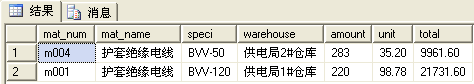 结果 消息
mat_num mat_name speci warehouse amount unit total
1 m004 护套绝缘电线 BVV-50 供电局2#仓库 283 35.20 9961.60
2 m001 护套绝缘电线 BVV-120 供电局1#仓库 220 98.78 21731.60